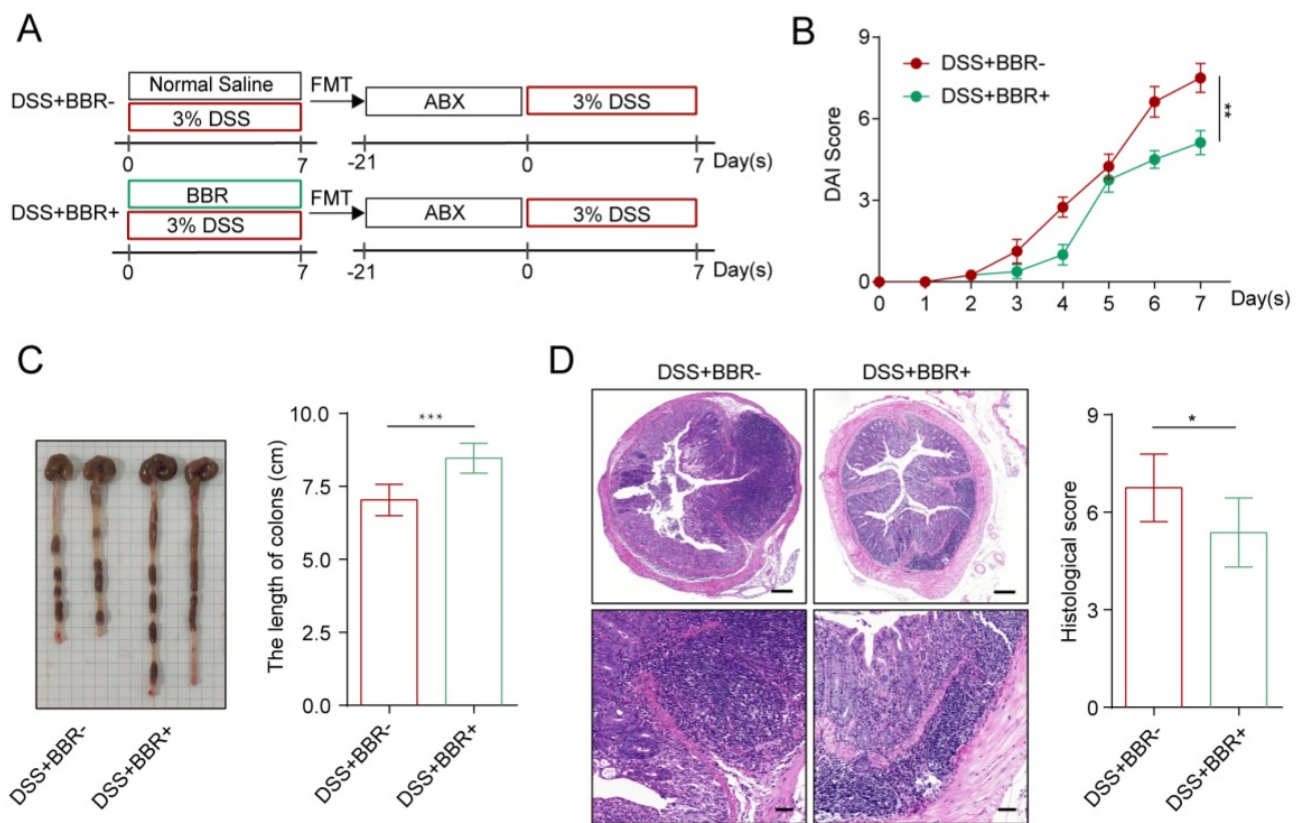 A
DSS+BBR-
Normal Saline
3% DSS
FMT
ABX
3% DSS
0
7
-21
0
7
Day(s)
DSS+BBR+
BBR
3% DSS
FMT
ABX
3% DSS
0
7
-21
0
7
Day(s)
B
DSS+BBR-
DSS+BBR+
DAI Score
9
6
3
0
**
0 1 2 3 4 5 6 7 Day(s)
C
DSS+BBR-
DSS+BBR+
The length of colons (cm)
10.0
7.5
5.0
2.5
0.0
***
DSS+BBR-
DSS+BBR+
D
DSS+BBR-
DSS+BBR+
Histological score
9
6
3
0
*
DSS+BBR-
DSS+BBR+